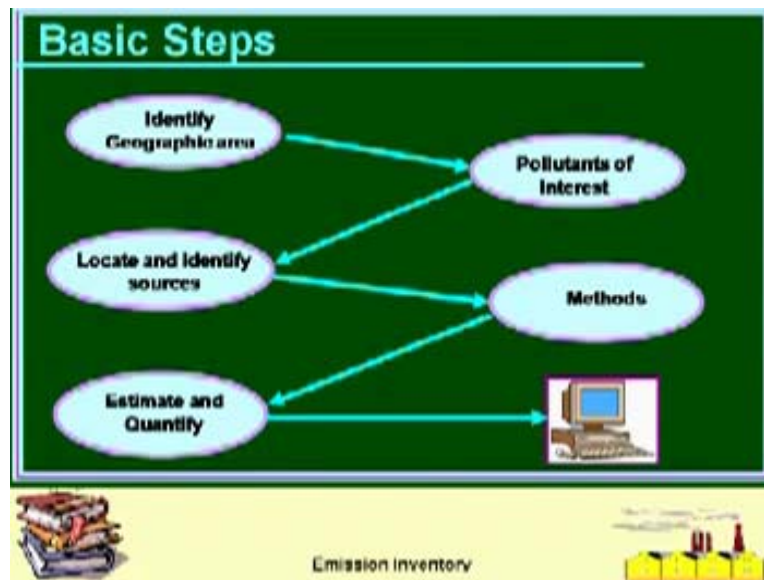 Basic Steps
Identify
Geographic area
Pollutants of
Interest
Locate and Identify
sources
Methods
Estimate and
Quantify
Emission Inventory